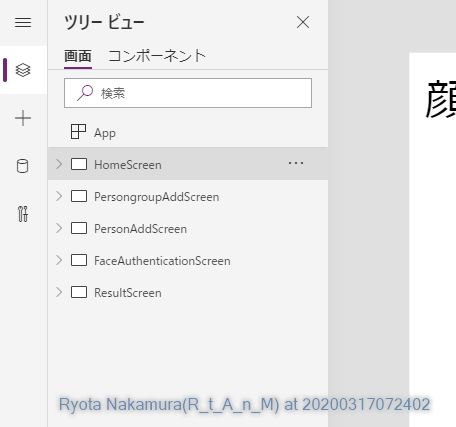 ツリー ビュー
画面 コンポーネント
検索
App
HomeScreen
PersongroupAddScreen
PersonAddScreen
FaceAuthenticationScreen
ResultScreen
顔
Ryota Nakamura(R_t_A_n_M) at 20200317072402